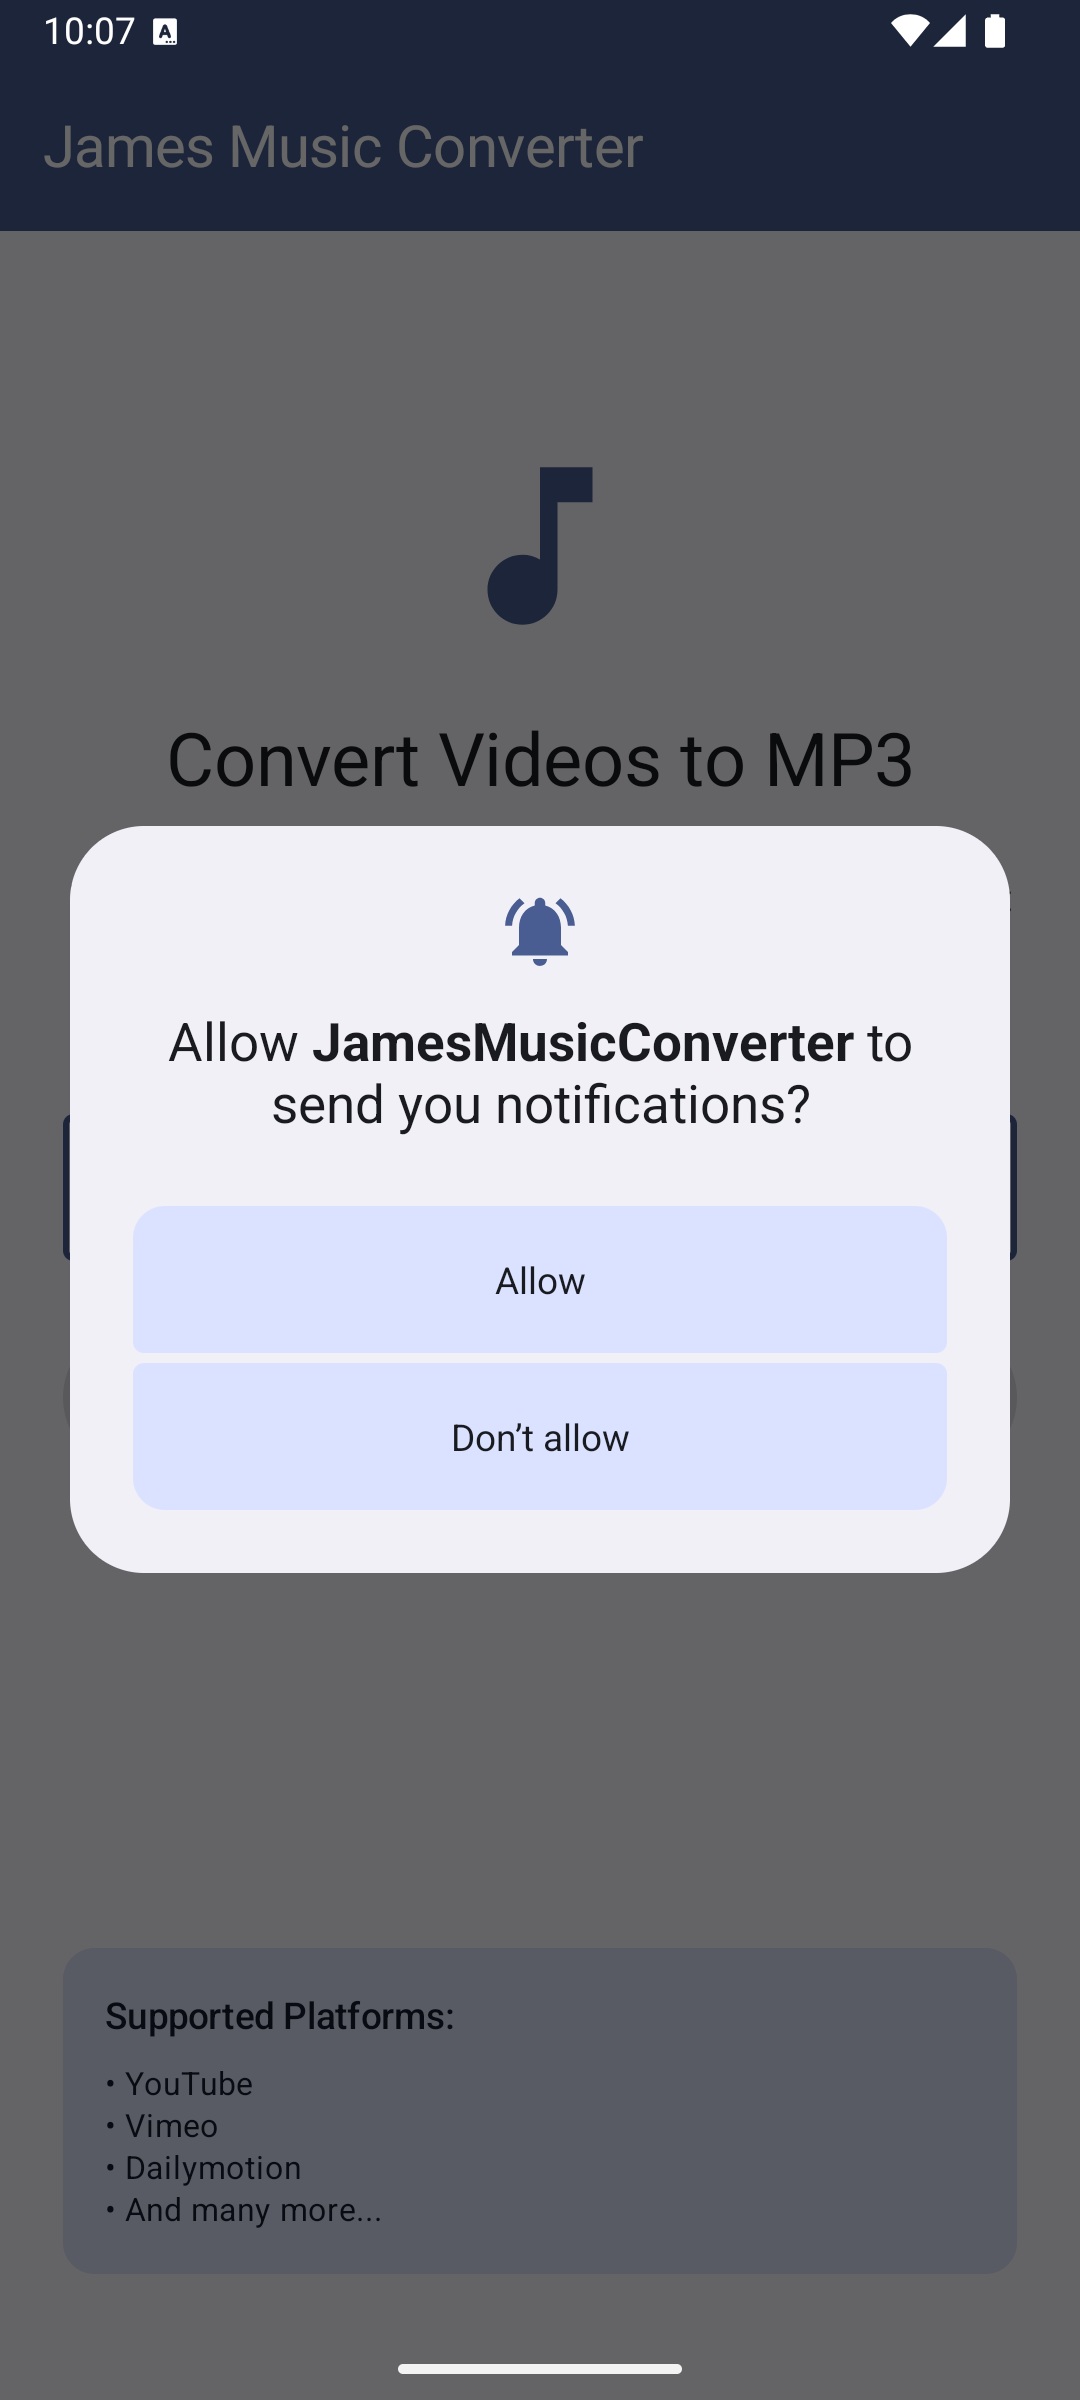 10:07
James Music Converter
Convert Videos to MP3
Allow JamesMusicConverter to
send you notifications?
Allow
Don’t allow
Supported Platforms:
• YouTube
• Vimeo
• Dailymotion
• And many more...